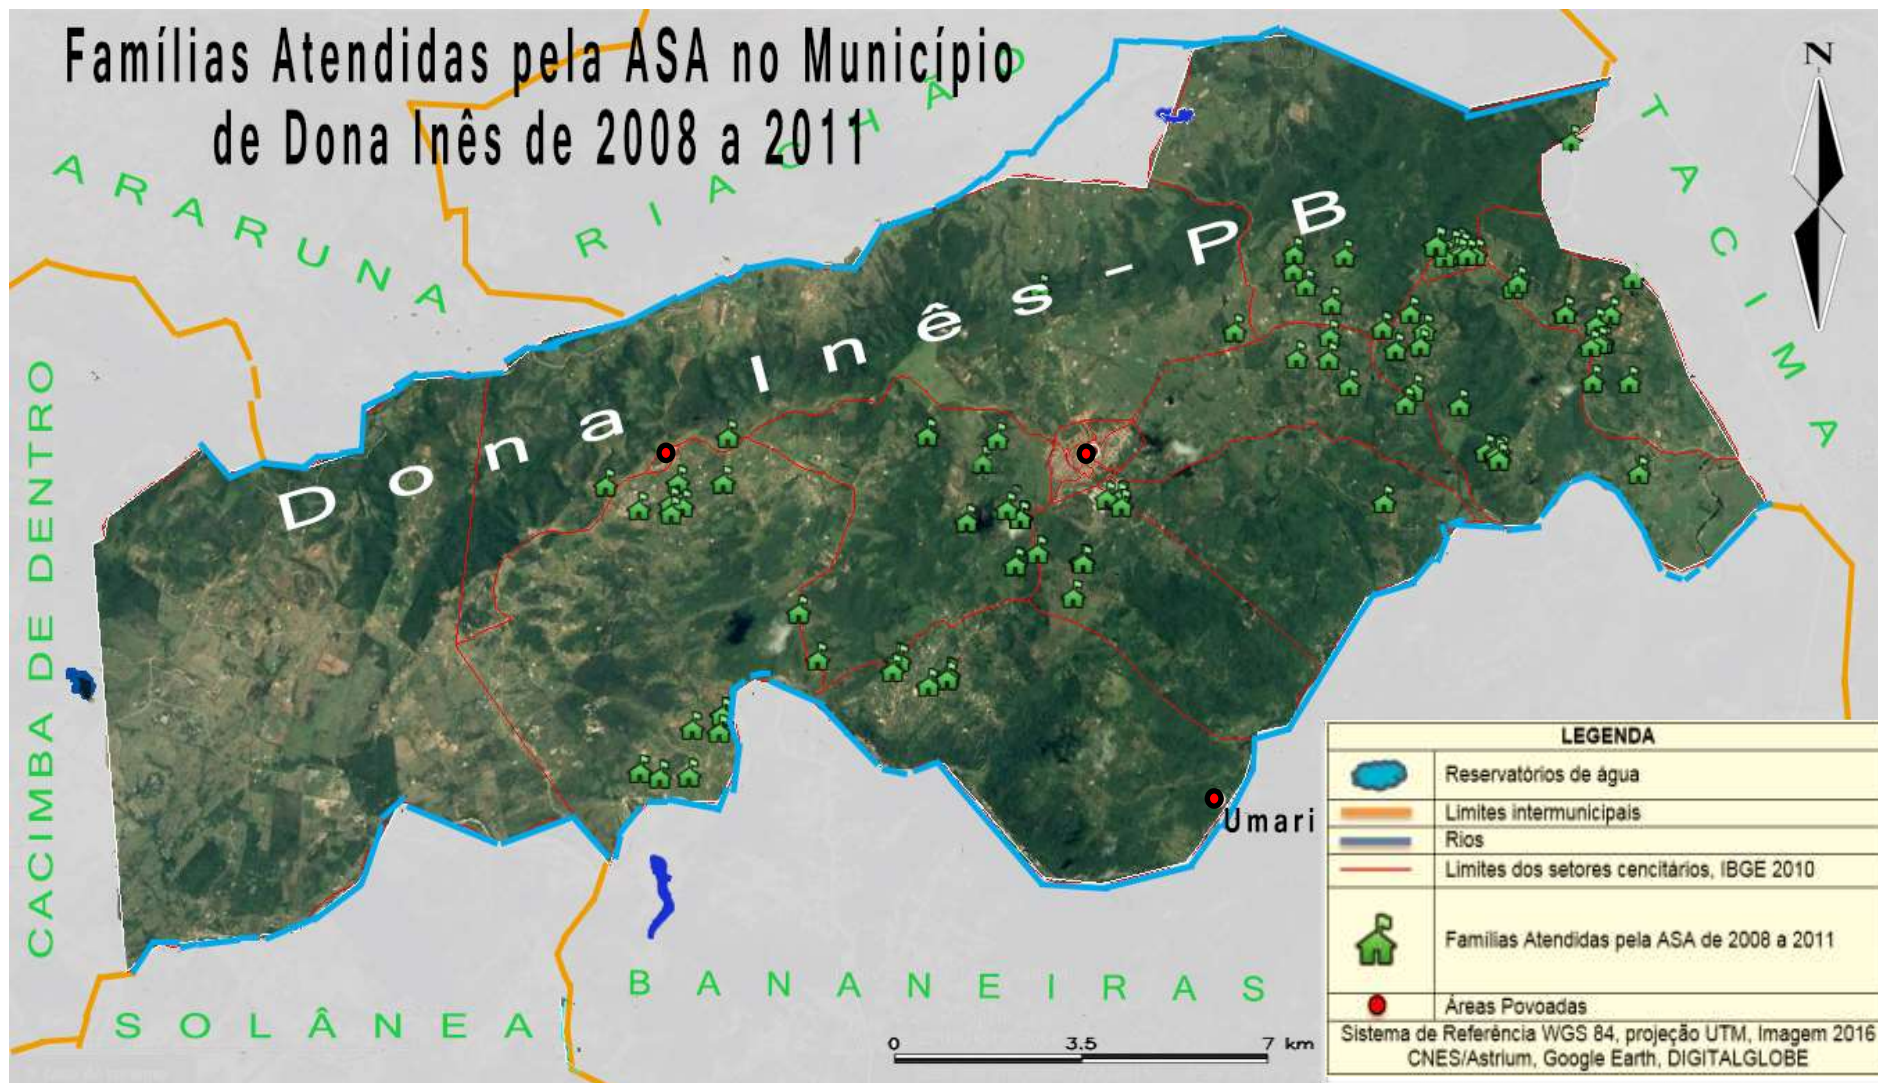 Famílias Atendidas pela ASA no Município
de Dona Inês de 2008 a 2011
ARARUNA
RIACHÃO
TACIMA
N
Dona Inês - PB
CACIMBA DE DENTRO
Umari
SOLÂNEA
BANANEIRAS
0 3.5 7 km
LEGENDA
Reservatórios de água
Limites intermunicipais
Rios
Limites dos setores cencitários, IBGE 2010
Famílias Atendidas pela ASA de 2008 a 2011
Áreas Povoadas
Sistema de Referência WGS 84, projeção UTM, Imagem 2016
CNES/Astrium, Google Earth, DIGITALGLOBE